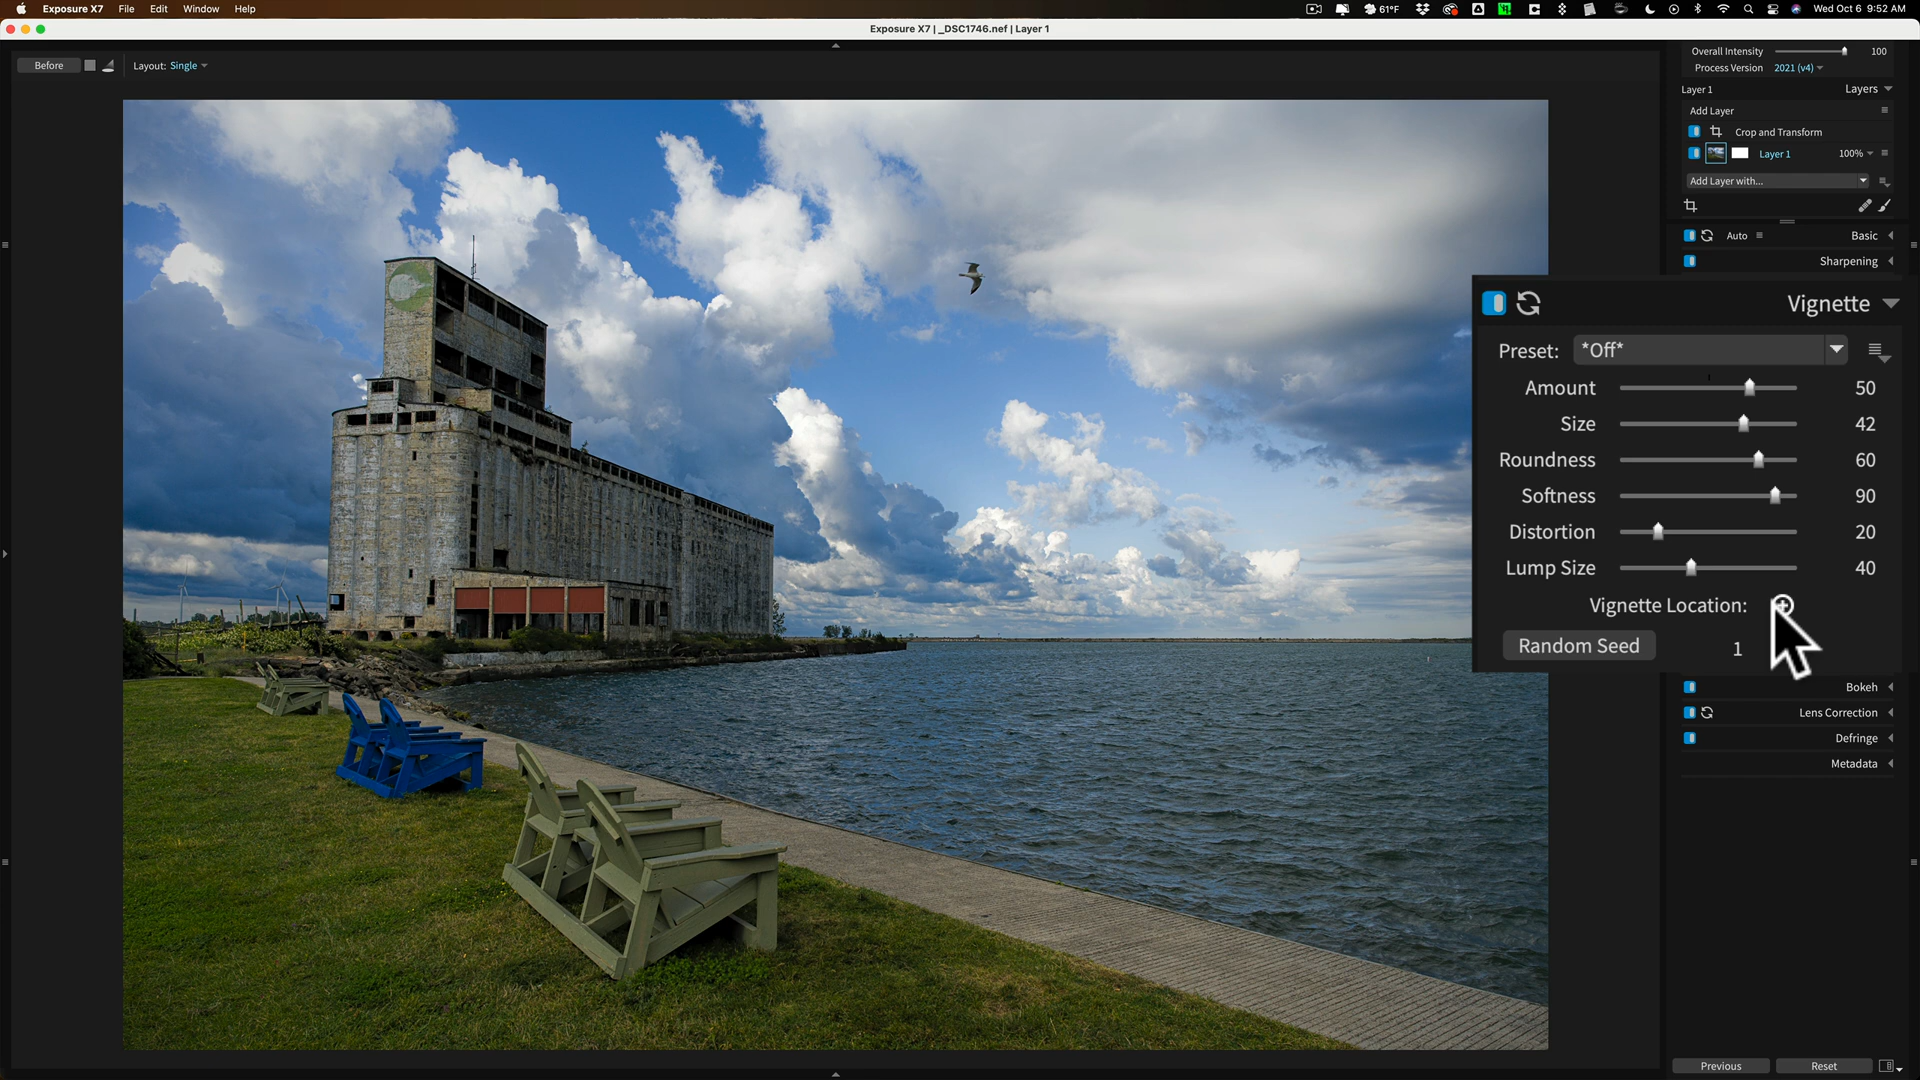 Exposure X7 File Edit Window Help
61°F
Wed Oct 6 9:52 AM
Exposure X7 | _DSC1746.nef | Layer 1
Before
Layout: Single
Overall Intensity 100
Process Version 2021 (v4)
Layer 1 Layers
Add Layer
Crop and Transform
Layer 1 100%
Add Layer with...
Auto Basic
Sharpening
Vignette
Preset: *Off*
Amount 50
Size 42
Roundness 60
Softness 90
Distortion 20
Lump Size 40
Vignette Location:
Random Seed 1
Bokeh
Lens Correction
Defringe
Metadata
Previous Reset